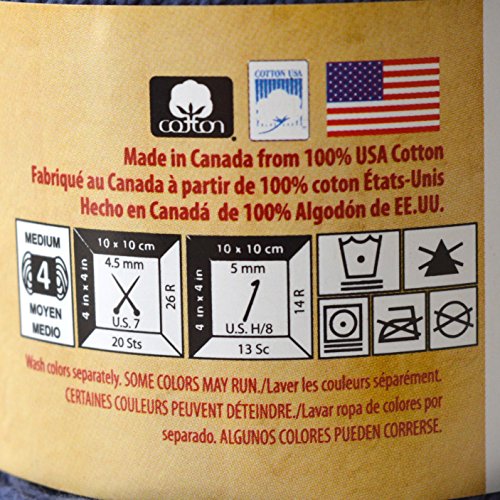 cotton
COTTON USA
Made in Canada from 100% USA Cotton
Fabriqué au Canada à partir de 100% coton États-Unis
Hecho en Canadá de 100% Algodón de EE.UU.
MEDIUM
4
MOYEN
MEDIO
10 x 10 cm
4 in x 4 in
4.5 mm
U.S. 7
26 R
20 Sts
10 x 10 cm
4 in x 4 in
5 mm
U.S. H/8
14 R
13 Sc
Wash colors separately. SOME COLORS MAY RUN./Laver les couleurs séparément.
CERTAINES COULEURS PEUVENT DÉTEINDRE./Lavar ropa de colores por
separado. ALGUNOS COLORES PUEDEN CORRERSE.